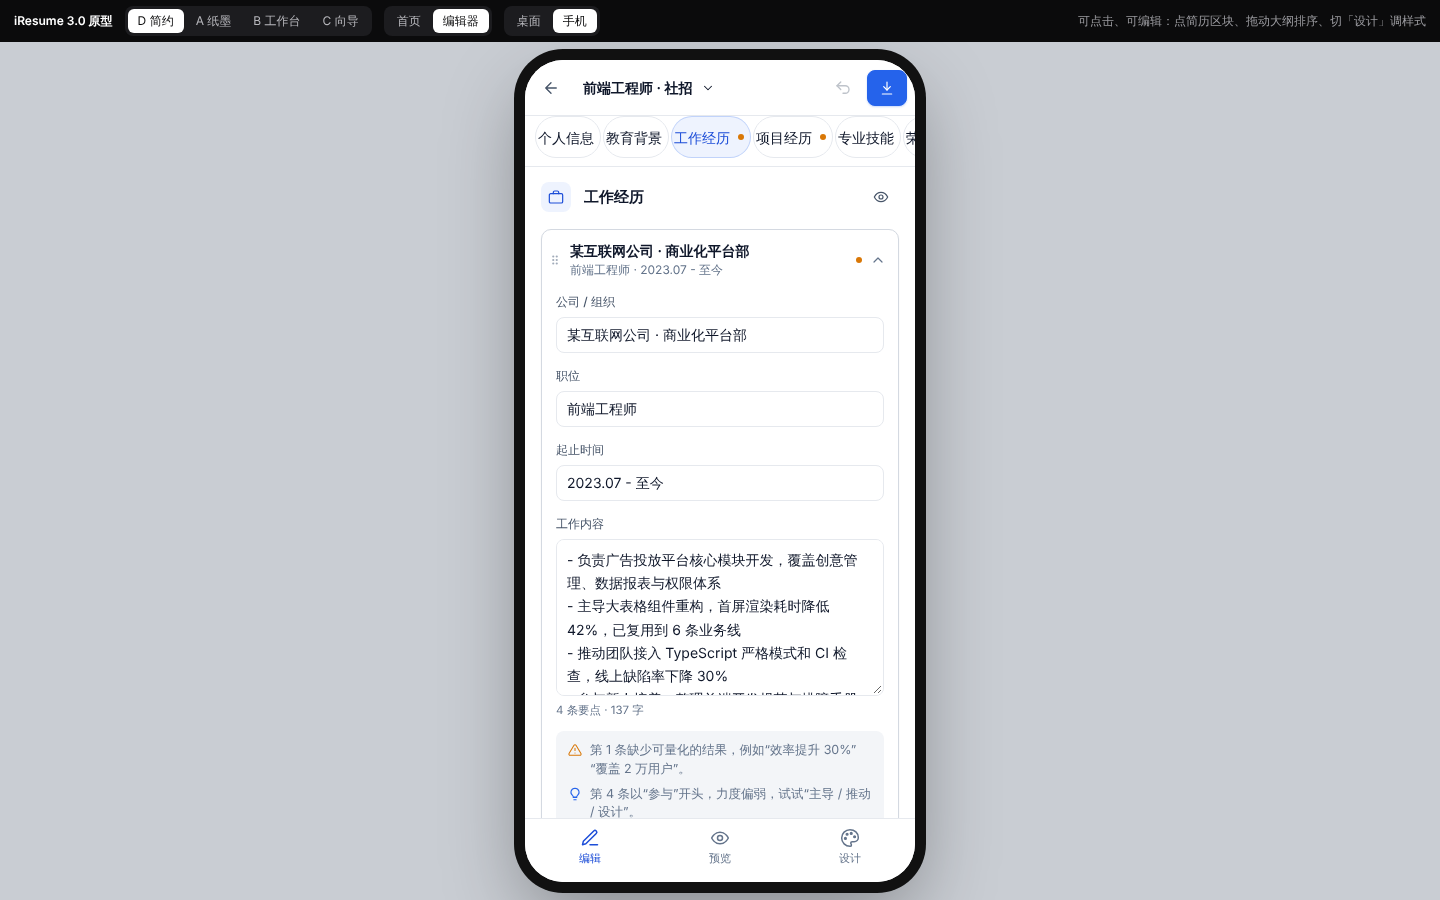 iResume 3.0 原型
D 简约
A 纸墨
B 工作台
C 向导
首页
编辑器
桌面
手机
可点击、可编辑：点简历区块、拖动大纲排序、切「设计」调样式
前端工程师 · 社招
个人信息
教育背景
工作经历
项目经历
专业技能
工作经历
某互联网公司 · 商业化平台部
前端工程师 · 2023.07 - 至今
公司 / 组织
某互联网公司 · 商业化平台部
职位
前端工程师
起止时间
2023.07 - 至今
工作内容
- 负责广告投放平台核心模块开发，覆盖创意管
理、数据报表与权限体系
- 主导大表格组件重构，首屏渲染耗时降低
42%，已复用到 6 条业务线
- 推动团队接入 TypeScript 严格模式和 CI 检
查，线上缺陷率下降 30%
4 条要点 · 137 字
第 1 条缺少可量化的结果，例如“效率提升 30%”
“覆盖 2 万用户”。
第 4 条以“参与”开头，力度偏弱，试试“主导 / 推动
/ 设计”。
编辑
预览
设计